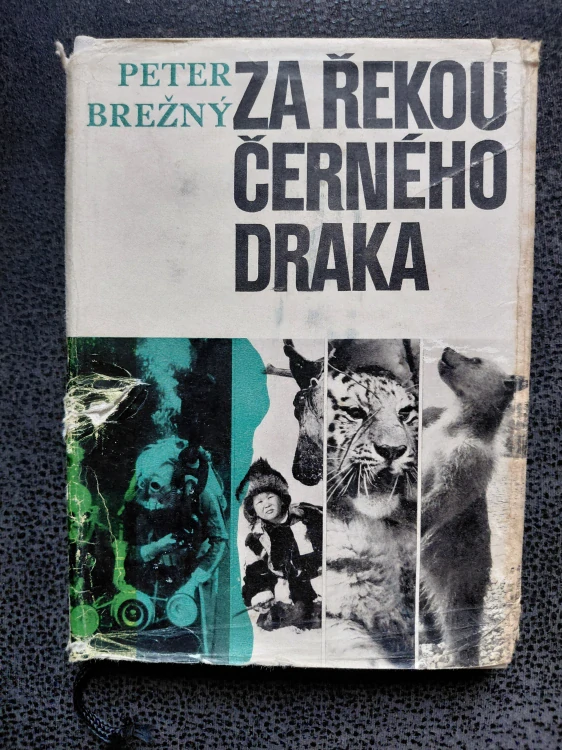 PETER
BREŽNÝ
ZA ŘEKOU
ČERNÉHO
DRAKA